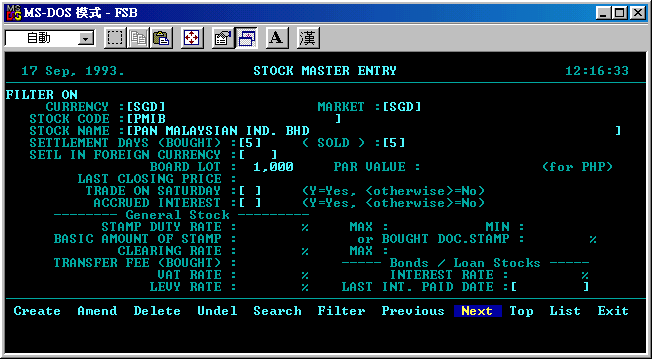 MS-DOS 模式 - FSB
自動 A 漢
17 Sep, 1993. STOCK MASTER ENTRY 12:16:33
FILTER ON
CURRENCY :[SGD] MARKET :[SGD]
STOCK CODE :[PMIB ]
STOCK NAME :[PAN MALAYSIAN IND. BHD ]
SETTLEMENT DAYS (BOUGHT) :[5] ( SOLD ) :[5]
SETL IN FOREIGN CURRENCY :[ ]
BOARD LOT : 1,000 PAR VALUE : (for PHP)
LAST CLOSING PRICE :
TRADE ON SATURDAY :[ ] (Y=Yes, <otherwise>=No)
ACCRUED INTEREST :[ ] (Y=Yes, <otherwise>=No)
-------- General Stock ---------
STAMP DUTY RATE : % MAX : MIN :
BASIC AMOUNT OF STAMP : or BOUGHT DOC.STAMP : %
CLEARING RATE : % MAX :
TRANSFER FEE (BOUGHT) : ----- Bonds / Loan Stocks -----
VAT RATE : % INTEREST RATE : %
LEVY RATE : % LAST INT. PAID DATE :[ ]
Create Amend Delete Undel Search Filter Previous Next Top List Exit